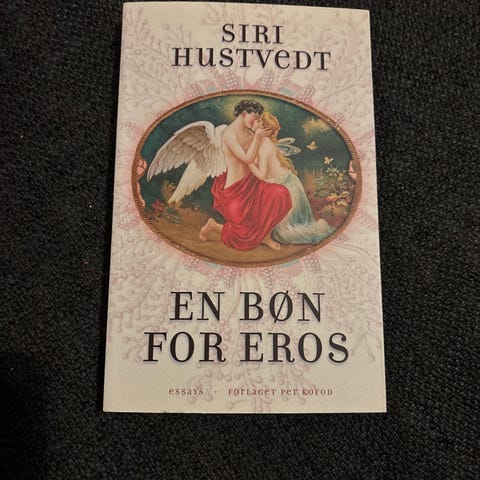 SIRI
HUSTVEDT
EN BØN
FOR EROS
essays · FORLAGET PER KOFOD